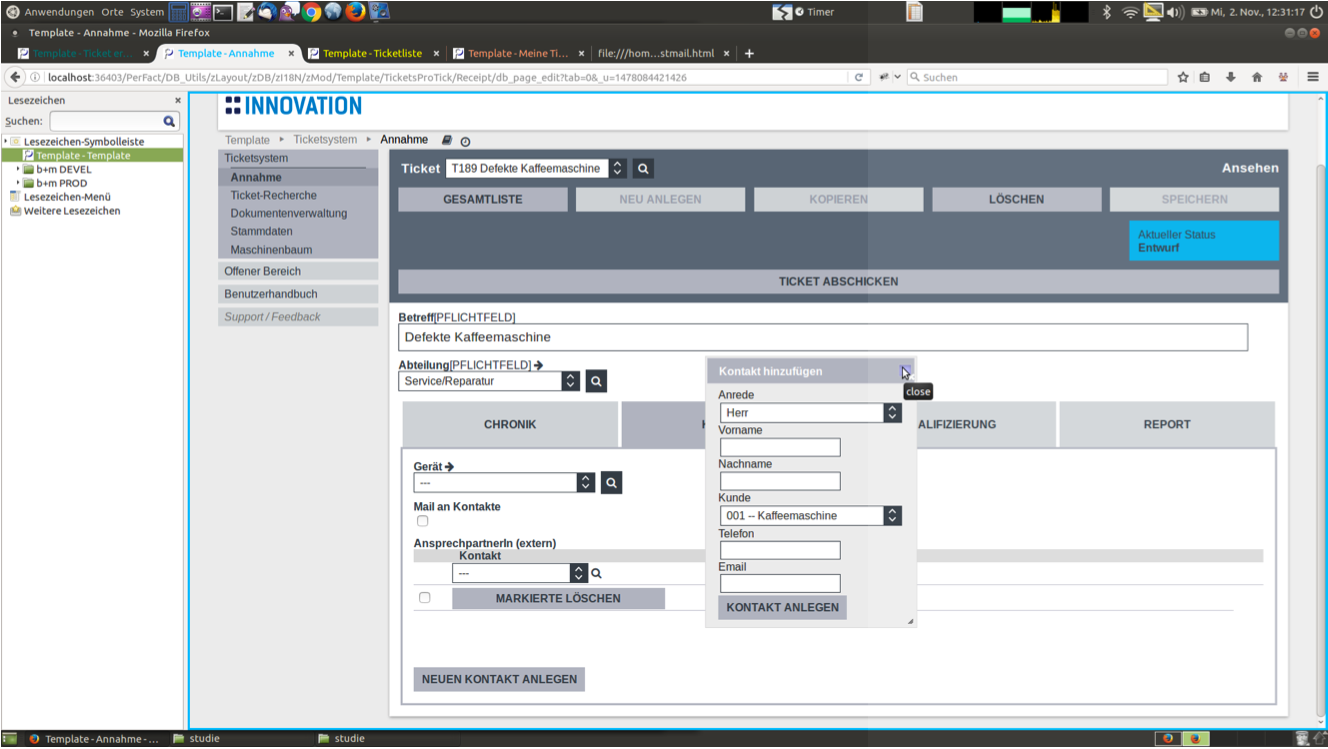 Anwendungen Orte System Timer Mi, 2. Nov., 12:31:17
Template - Annahme - Mozilla Firefox
Template - Ticket er... × Template - Annahme × Template - Ticketliste × Template - Meine Ti... × file:///hom...stmail.html ×
localhost:36403/PerFact/DB_Utils/zLayout/zDB/zI18N/zMod/Template/TicketsProTick/Receipt/db_page_edit?tab=0&_u=1478084421426 Suchen
Lesezeichen ×
Suchen:
Lesezeichen-Symbolleiste
Template - Template
b+m DEVEL
b+m PROD
Lesezeichen-Menü
Weitere Lesezeichen
INNOVATION
Template Ticketsystem Annahme
Ticketsystem
Annahme
Ticket-Recherche
Dokumentenverwaltung
Stammdaten
Maschinenbaum
Offener Bereich
Benutzerhandbuch
Support / Feedback
Ticket T189 Defekte Kaffeemaschine Ansehen
GESAMTLISTE NEU ANLEGEN KOPIEREN LÖSCHEN SPEICHERN
Aktueller Status
Entwurf
TICKET ABSCHICKEN
Betreff[PFLICHTFELD]
Defekte Kaffeemaschine
Abteilung[PFLICHTFELD]
Service/Reparatur
CHRONIK ALIFIZIERUNG REPORT
Gerät
---
Mail an Kontakte
AnsprechpartnerIn (extern)
Kontakt
---
MARKIERTE LÖSCHEN
NEUEN KONTAKT ANLEGEN
Kontakt hinzufügen
close
Anrede
Herr
Vorname
Nachname
Kunde
001 -- Kaffeemaschine
Telefon
Email
KONTAKT ANLEGEN
Template - Annahme - ... studie studie